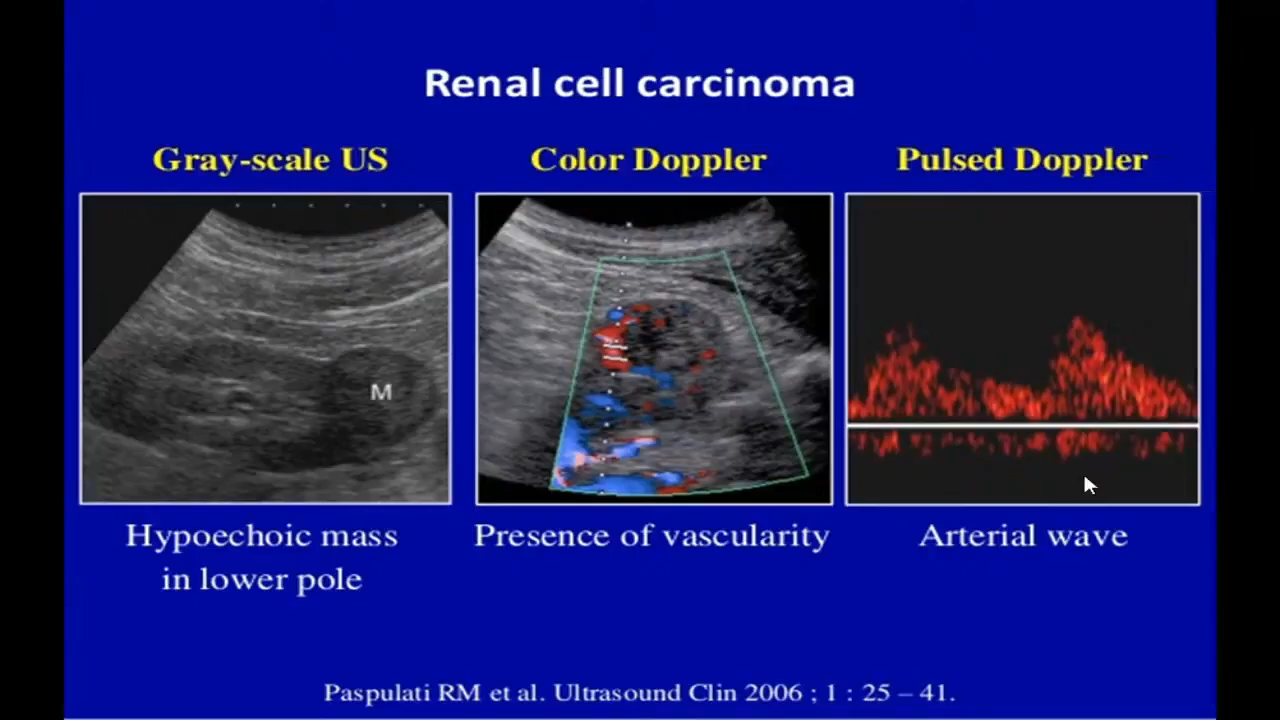 Renal cell carcinoma
Gray-scale US
Color Doppler
Pulsed Doppler
M
Hypoechoic mass
in lower pole
Presence of vascularity
Arterial wave
Paspulati RM et al. Ultrasound Clin 2006 ; 1 : 25 – 41.